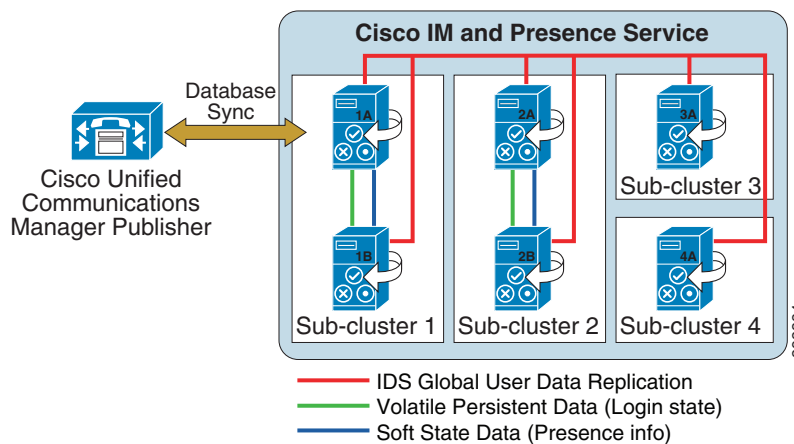 Cisco IM and Presence Service
Database
Sync
Cisco Unified
Communications
Manager Publisher
1A
2A
3A
Sub-cluster 3
1B
2B
4A
Sub-cluster 1
Sub-cluster 2
Sub-cluster 4
IDS Global User Data Replication
Volatile Persistent Data (Login state)
Soft State Data (Presence info)